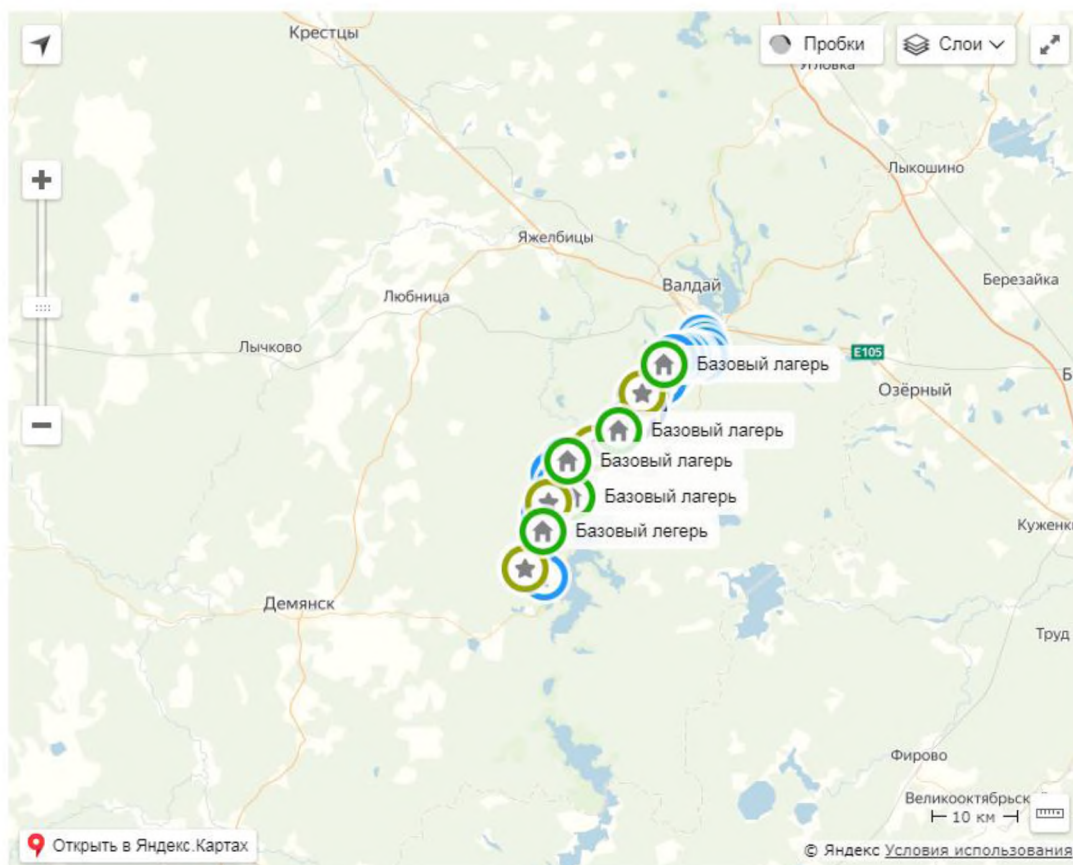 Крестцы
Пробки
Слои
Угловка
Лыкошино
Яжелбицы
Березайка
Валдай
Любница
Лычково
E105
Базовый лагерь
Озёрный
Базовый лагерь
Базовый лагерь
Базовый лагерь
Куженк
Базовый легерь
Демянск
Труд
Фирово
Великооктябрьск
10 км
Открыть в Яндекс.Картах
© Яндекс Условия использования